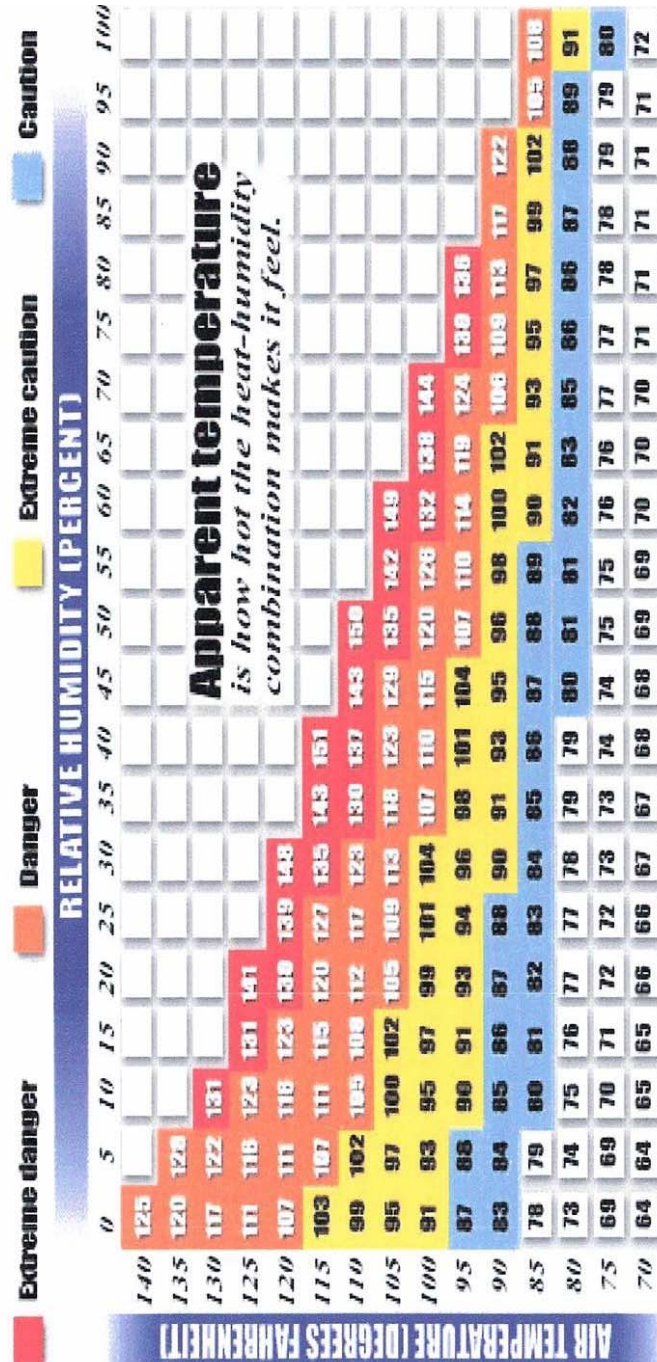 Extreme danger Danger Extreme caution Caution
RELATIVE HUMIDITY (PERCENT)
0 5 10 15 20 25 30 35 40 45 50 55 60 65 70 75 80 85 90 95 100
AIR TEMPERATURE (DEGREES FAHRENHEIT)
Apparent temperature
is how hot the heat-humidity
combination makes it feel.
140 125
135 120 128
130 117 122 131
125 111 116 123 131 141
120 107 111 116 123 130 139 148
115 103 107 111 115 120 127 135 143 151
110 99 102 105 108 112 117 123 130 137 143 150
105 95 97 100 102 105 109 113 118 123 129 135 142 149
100 91 93 95 97 99 101 104 107 110 115 120 126 132 138 144
95 87 88 90 91 93 94 96 98 101 104 107 110 114 119 124 130 136
90 83 84 85 86 87 88 90 91 93 95 96 98 100 102 106 109 113 117 122
85 78 79 80 81 82 83 84 85 86 87 88 89 90 91 93 95 97 99 102 105 108
80 73 74 75 76 77 77 78 79 79 80 81 81 82 83 85 86 86 87 88 89 91
75 69 69 70 71 72 72 73 73 74 74 75 75 76 76 77 77 78 78 79 79 80
70 64 64 65 65 66 66 67 67 68 68 69 69 70 70 70 71 71 71 71 71 72